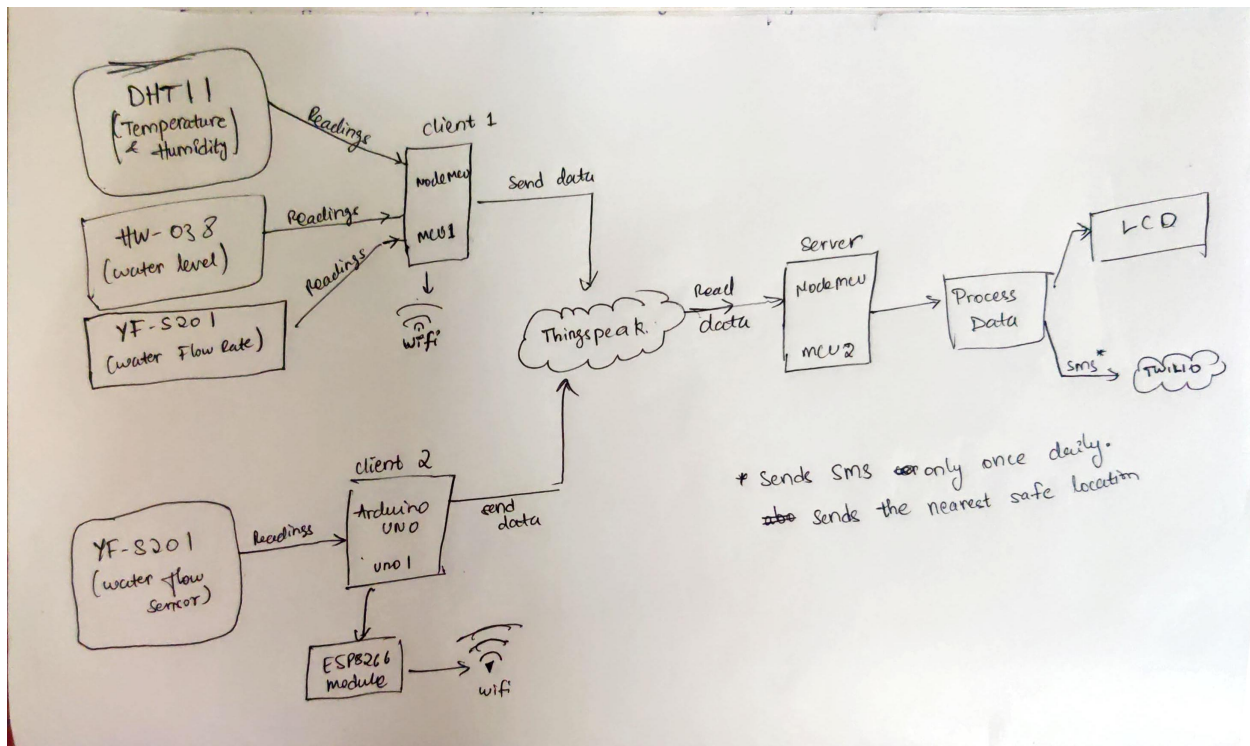 DHT11
(Temperature
& Humidity)
Readings
HW-038
(water level)
Readings
YF-S201
(water Flow Rate)
Readings
client 1
NodeMCU
MCU1
wifi
Send data
Thingspeak.
Read
data
Server
NodeMCU
MCU2
Process
Data
LCD
SMS*
TWILIO
* Sends SMS only once daily.
sends the nearest safe location
YF-S201
(water flow
sensor)
Readings
client 2
Arduino
UNO
uno1
send
data
ESP8266
module
wifi